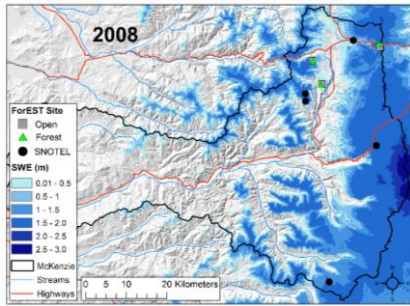 2008
ForEST Site
Open
Forest
SNOTEL
SWE (m)
0.01 - 0.5
0.5 - 1
1 - 1.5
1.5 - 2.0
2.0 - 2.5
2.5 - 3.0
McKenzie
Streams
Highways
0 5 10 20 Kilometers